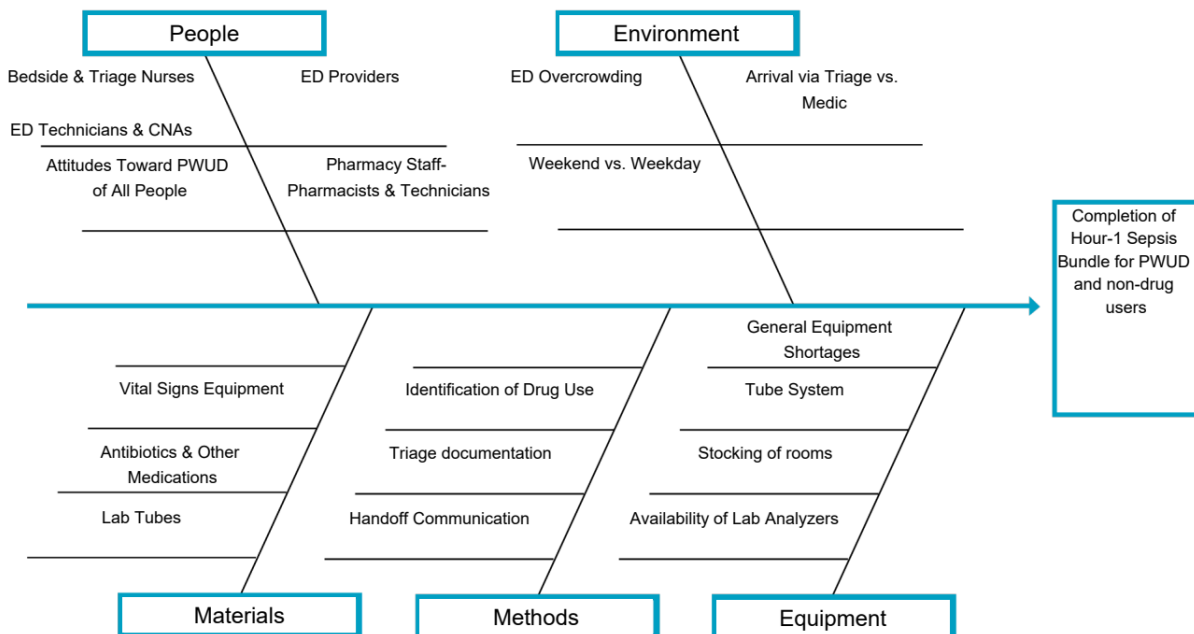 People
Environment
Bedside & Triage Nurses
ED Providers
ED Overcrowding
Arrival via Triage vs.
Medic
ED Technicians & CNAs
Attitudes Toward PWUD
of All People
Pharmacy Staff-
Pharmacists & Technicians
Weekend vs. Weekday
Completion of
Hour-1 Sepsis
Bundle for PWUD
and non-drug
users
General Equipment
Shortages
Vital Signs Equipment
Identification of Drug Use
Tube System
Antibiotics & Other
Medications
Triage documentation
Stocking of rooms
Lab Tubes
Handoff Communication
Availability of Lab Analyzers
Materials
Methods
Equipment